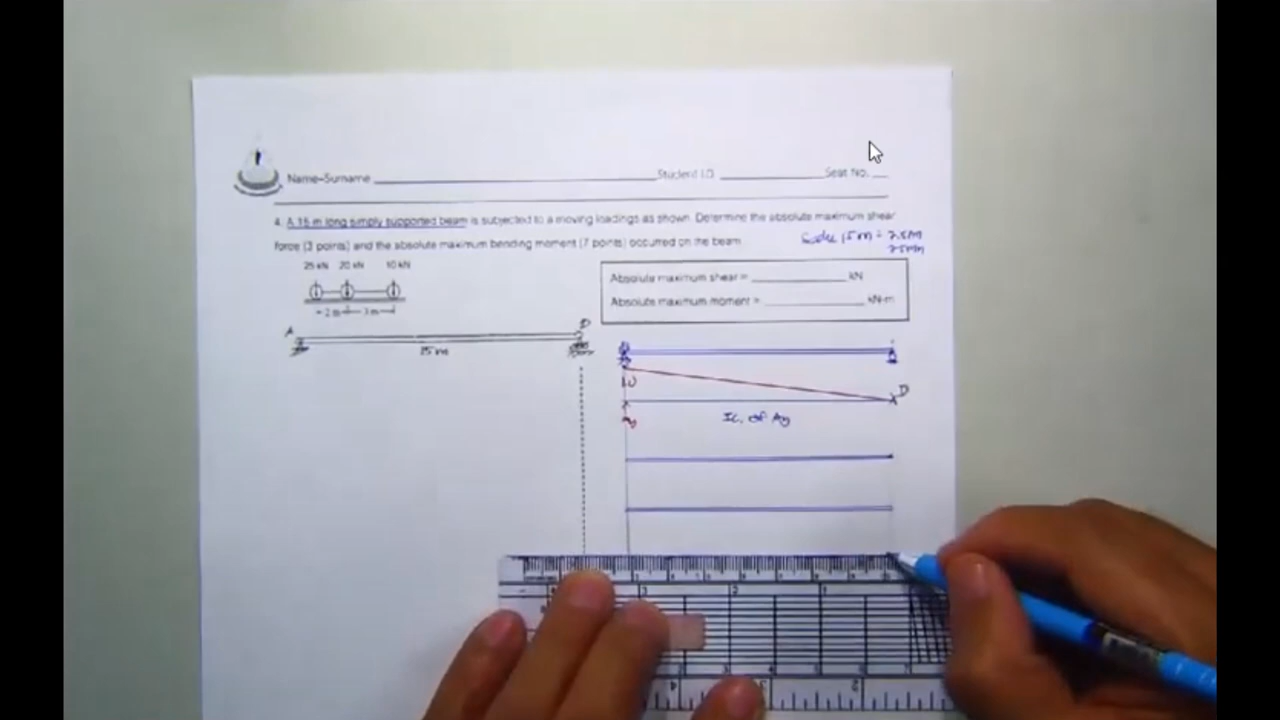 Name-Surname Student I.D. Seat No.
4. A 15 m long simply supported beam is subjected to a moving loadings as shown. Determine the absolute maximum shear
force (3 points) and the absolute maximum bending moment (7 points) occurred on the beam.
Scale 15m = 7.5cm
75mm
25 kN 20 kN 10 kN
2 m 3 m
Absolute maximum shear = kN
Absolute maximum moment = kN-m
A
15 m
1.0
I.L. of Ay